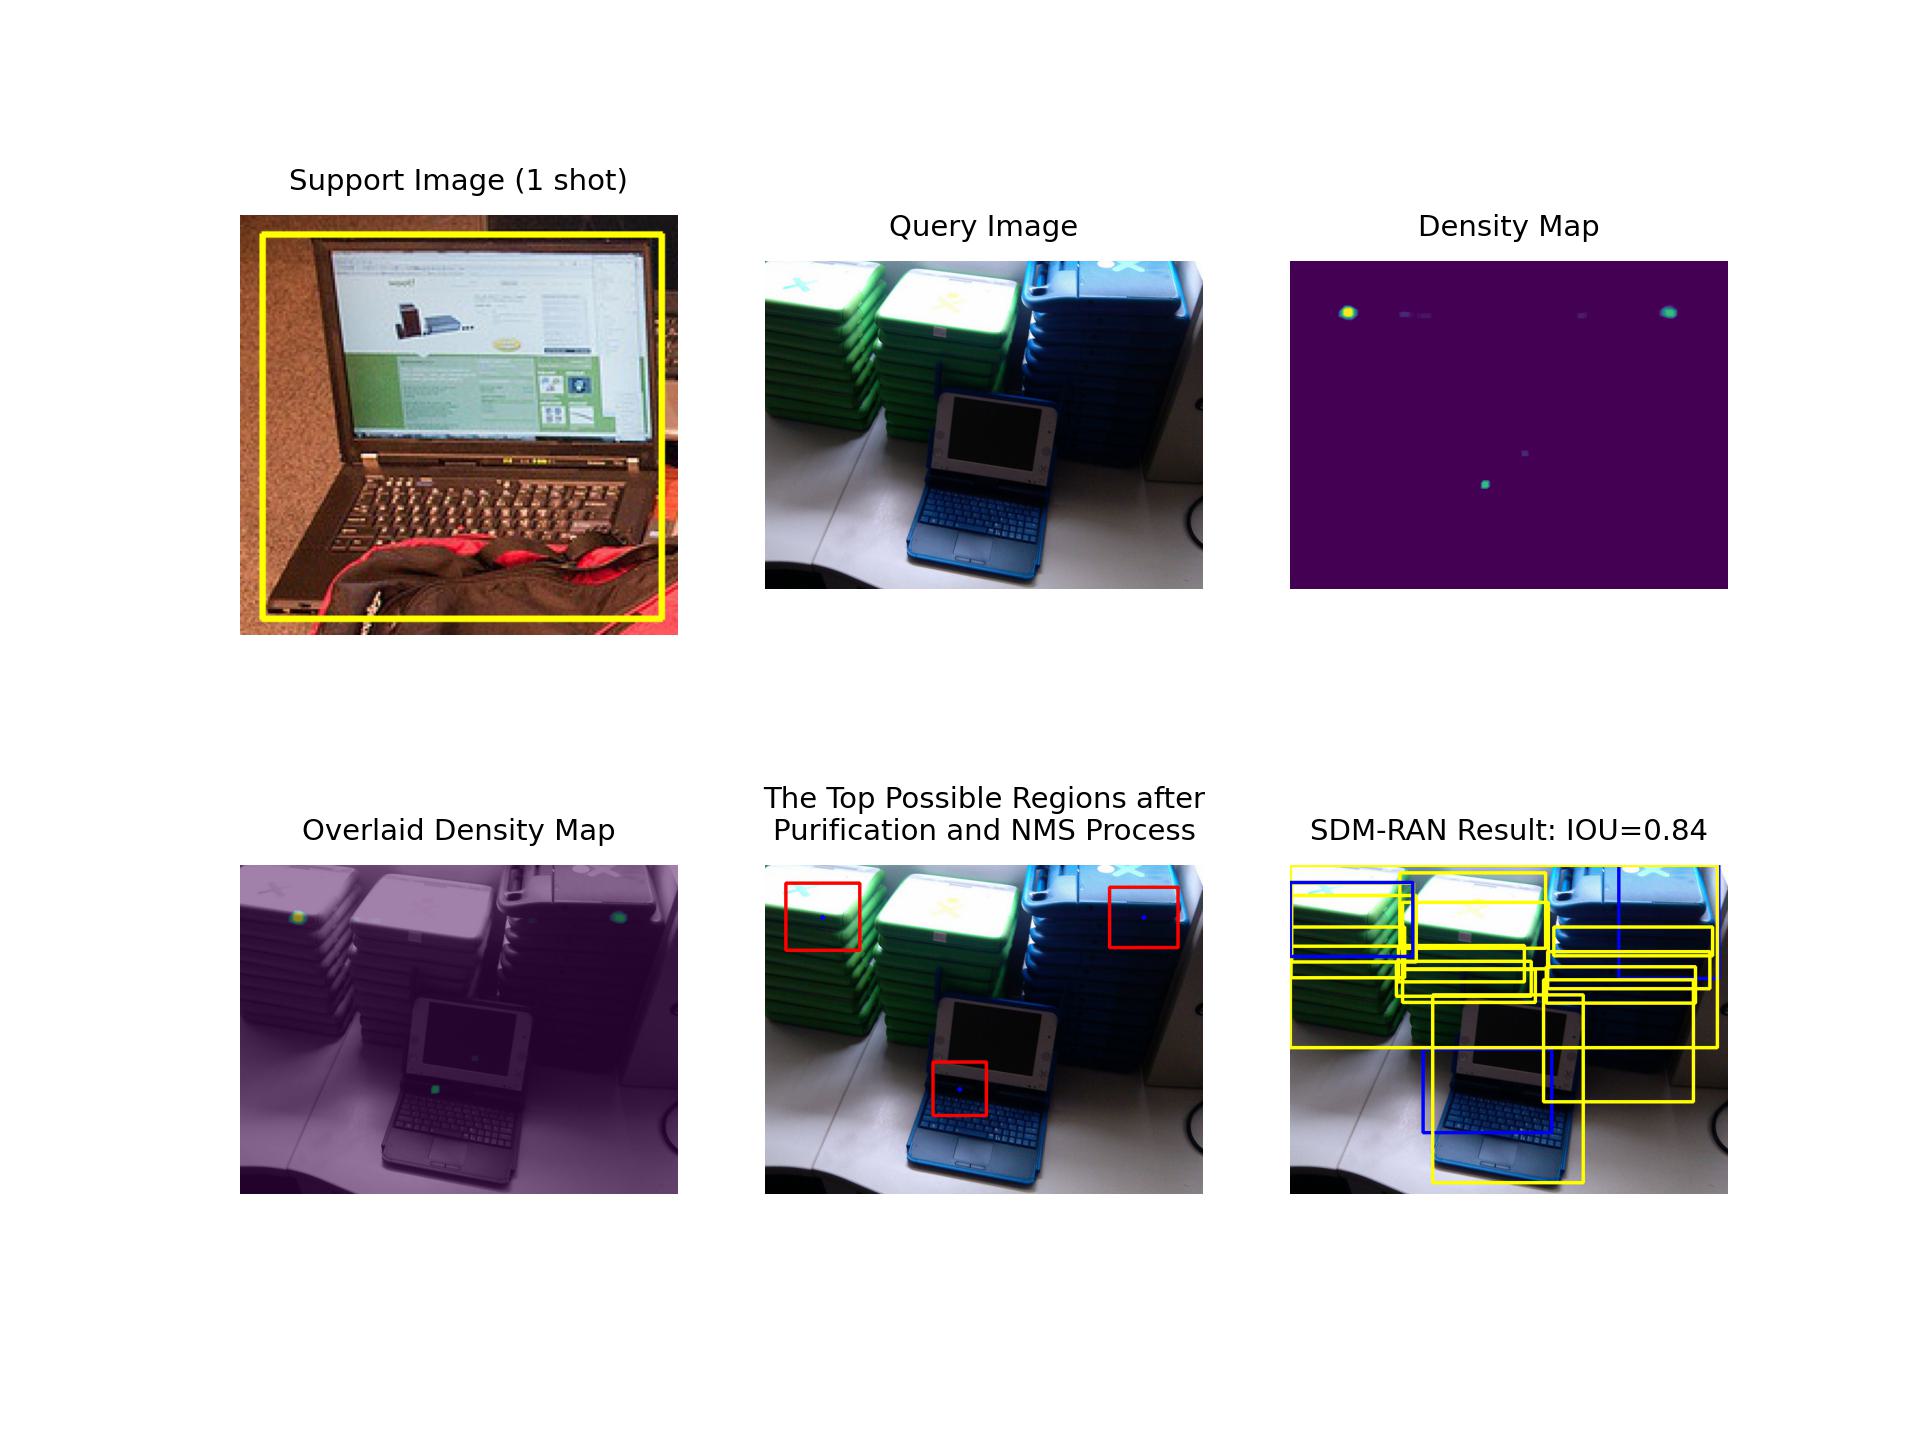 Support Image (1 shot)
Query Image
Density Map
woot!
Overlaid Density Map
The Top Possible Regions after
Purification and NMS Process
SDM-RAN Result: IOU=0.84